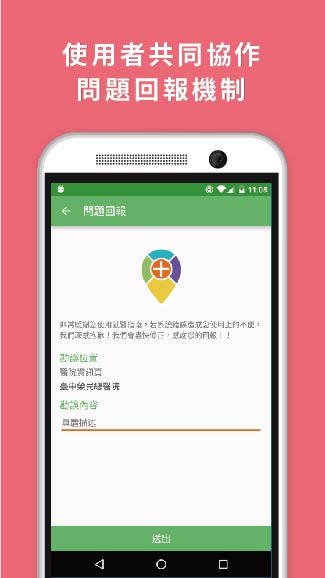 使用者共同協作
問題回報機制
11:08
問題回報
非常感謝您使用就醫指南，若系統錯誤造成您使用上的不便，
我們深感抱歉！我們會盡快修正，感謝您的回報！！
勘誤位置
醫院資訊頁
臺中榮民總醫院
勘誤內容
具體描述
送出